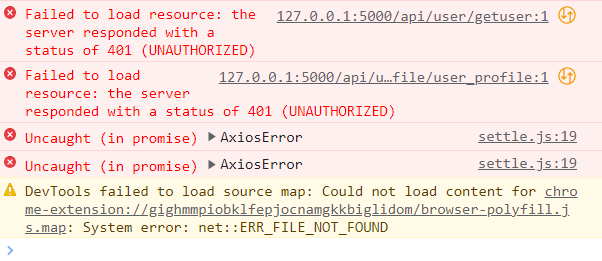 Failed to load resource: the server responded with a status of 401 (UNAUTHORIZED) 127.0.0.1:5000/api/user/getuser:1
Failed to load resource: the server responded with a status of 401 (UNAUTHORIZED) 127.0.0.1:5000/api/u…file/user_profile:1
Uncaught (in promise) ▶AxiosError settle.js:19
Uncaught (in promise) ▶AxiosError settle.js:19
DevTools failed to load source map: Could not load content for chro
me-extension://gighmmpiobklfepjocnamgkkbiglidom/browser-polyfill.j
s.map: System error: net::ERR_FILE_NOT_FOUND